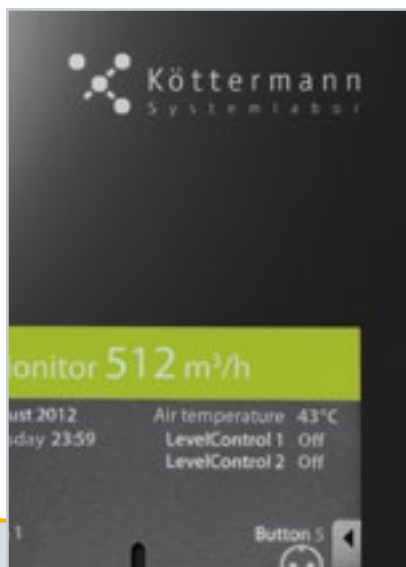 Köttermann
Systemlabor
onitor 512 m³/h
ust 2012 Air temperature 43°C
sday 23:59 LevelControl 1 Off
LevelControl 2 Off
1 Button 5